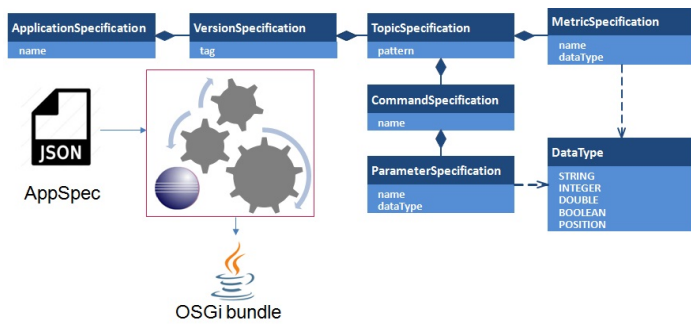 ApplicationSpecification
name
VersionSpecification
tag
TopicSpecification
pattern
MetricSpecification
name
dataType
CommandSpecification
name
ParameterSpecification
name
dataType
DataType
STRING
INTEGER
DOUBLE
BOOLEAN
POSITION
JSON
AppSpec
OSGi bundle